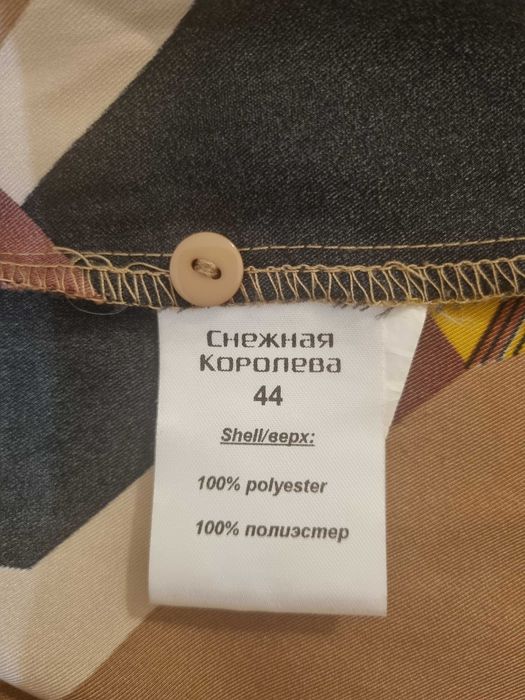 Снежная
Королева
44
Shell/верх:
100% polyester
100% полиэстер